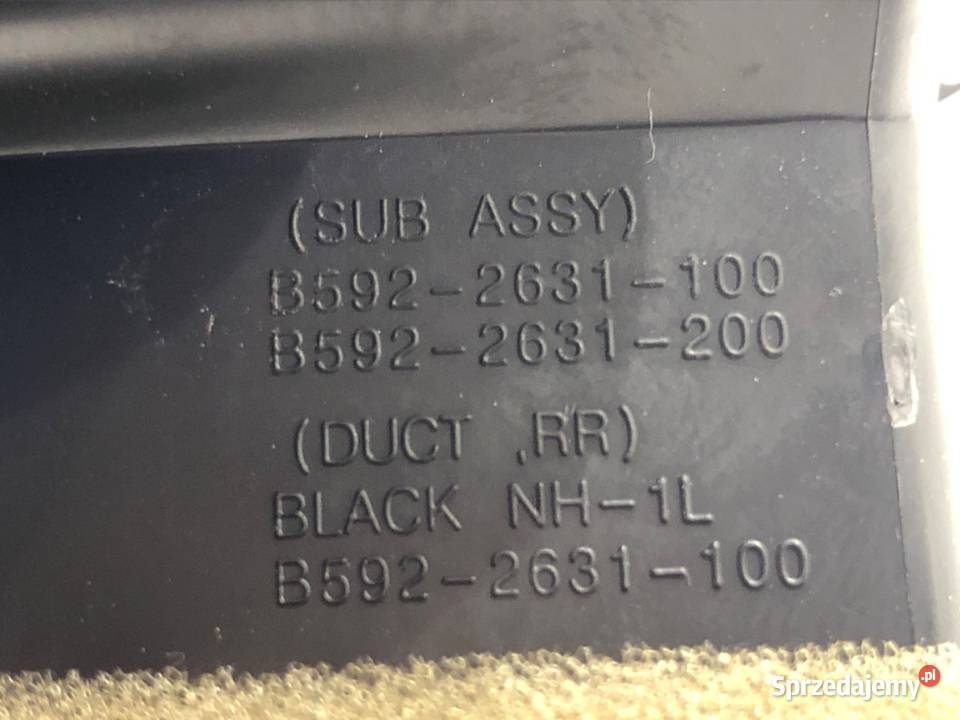 (SUB ASSY)
B592-2631-100
B592-2631-200
(DUCT ,RR)
BLACK NH-1L
B592-2631-100
Sprzedajemy.pl